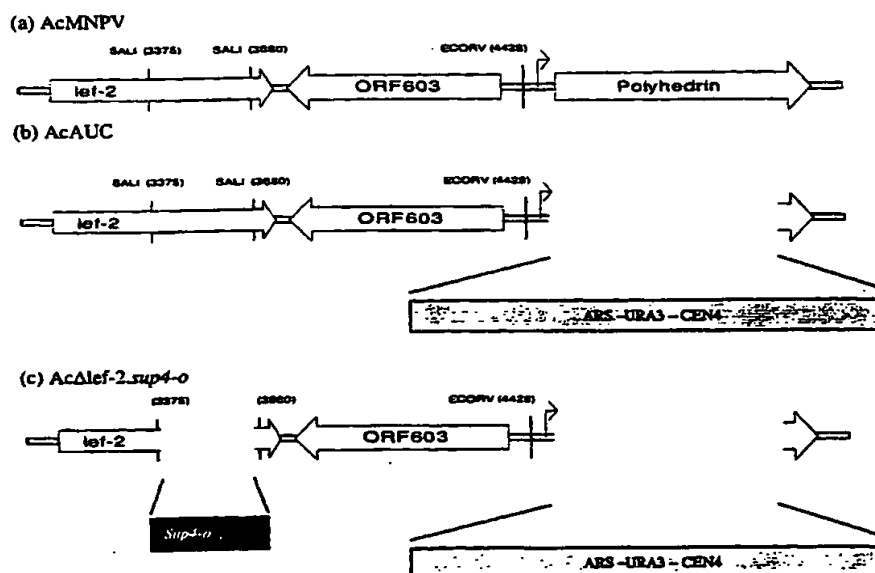 (a) AcMNPV
SALI (3375) SALI (3660) ECORV (4428)
lef-2 ORF603 Polyhedrin
(b) AcAUC
SALI (3375) SALI (3660) ECORV (4428)
lef-2 ORF603
ARS-URA3-CEN4
(c) AcΔlef-2.sup4-o
(3375) (3660) ECORV (4428)
lef-2 ORF603
Sup4-o
ARS-URA3-CEN4